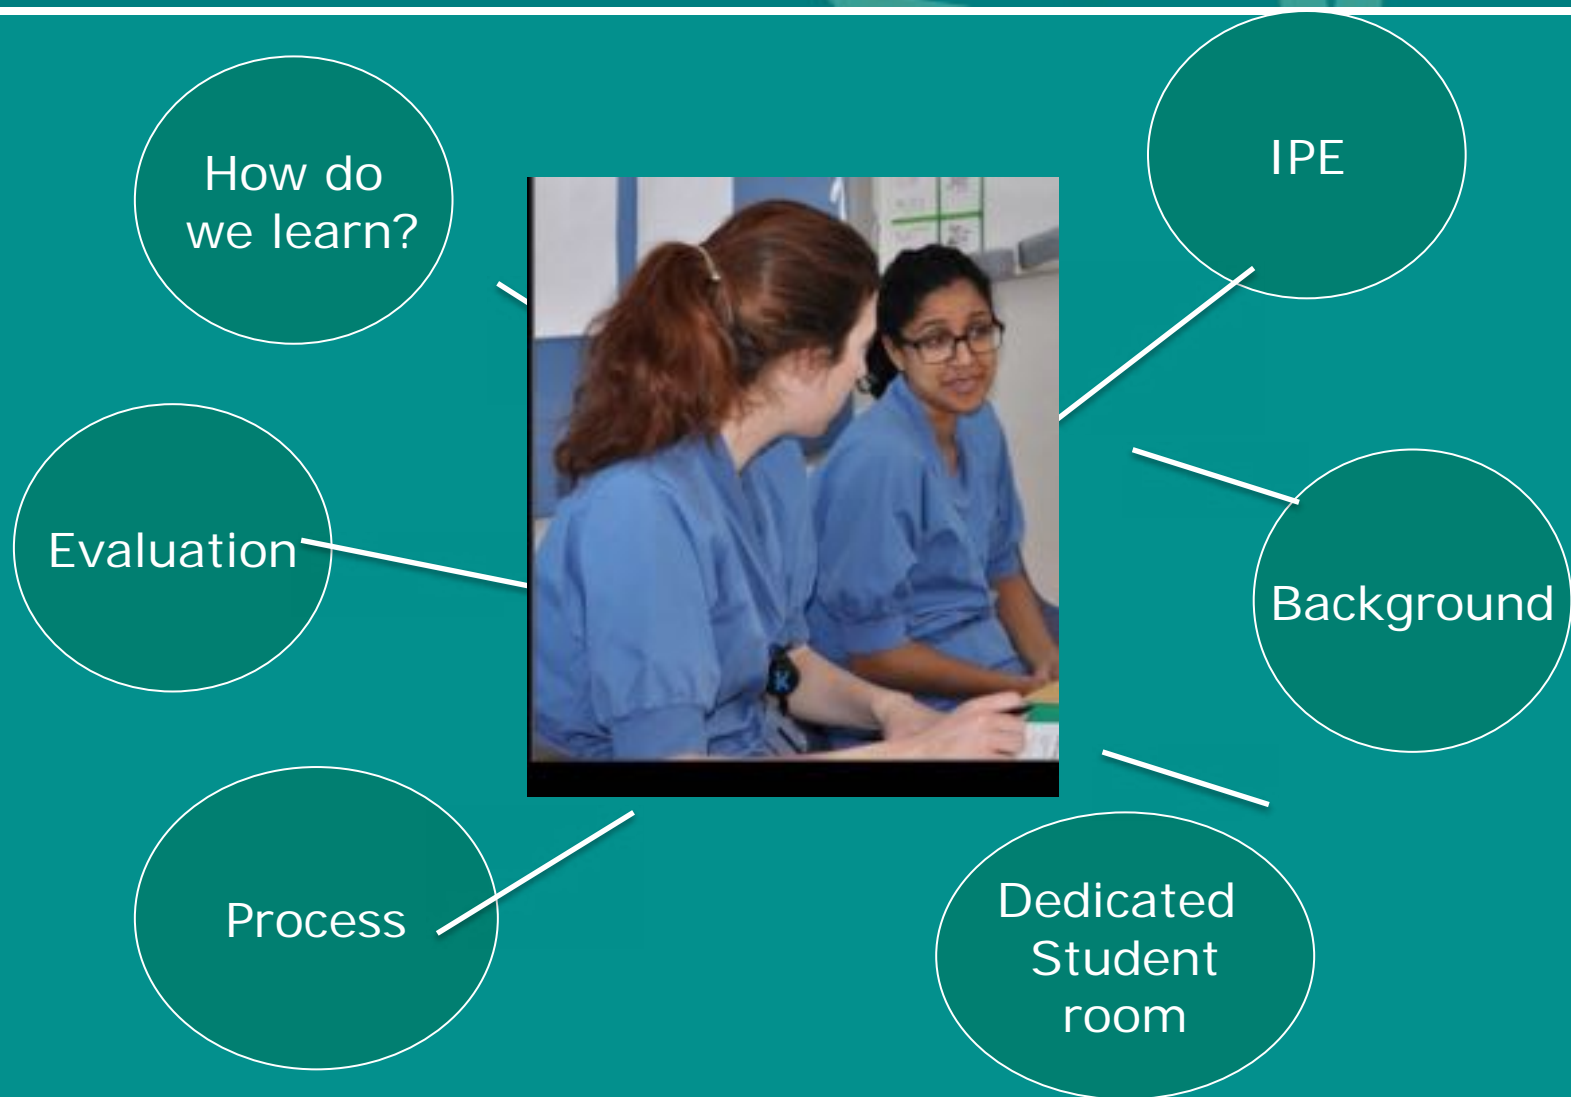 How do
we learn?
IPE
Evaluation
Background
Process
Dedicated
Student
room